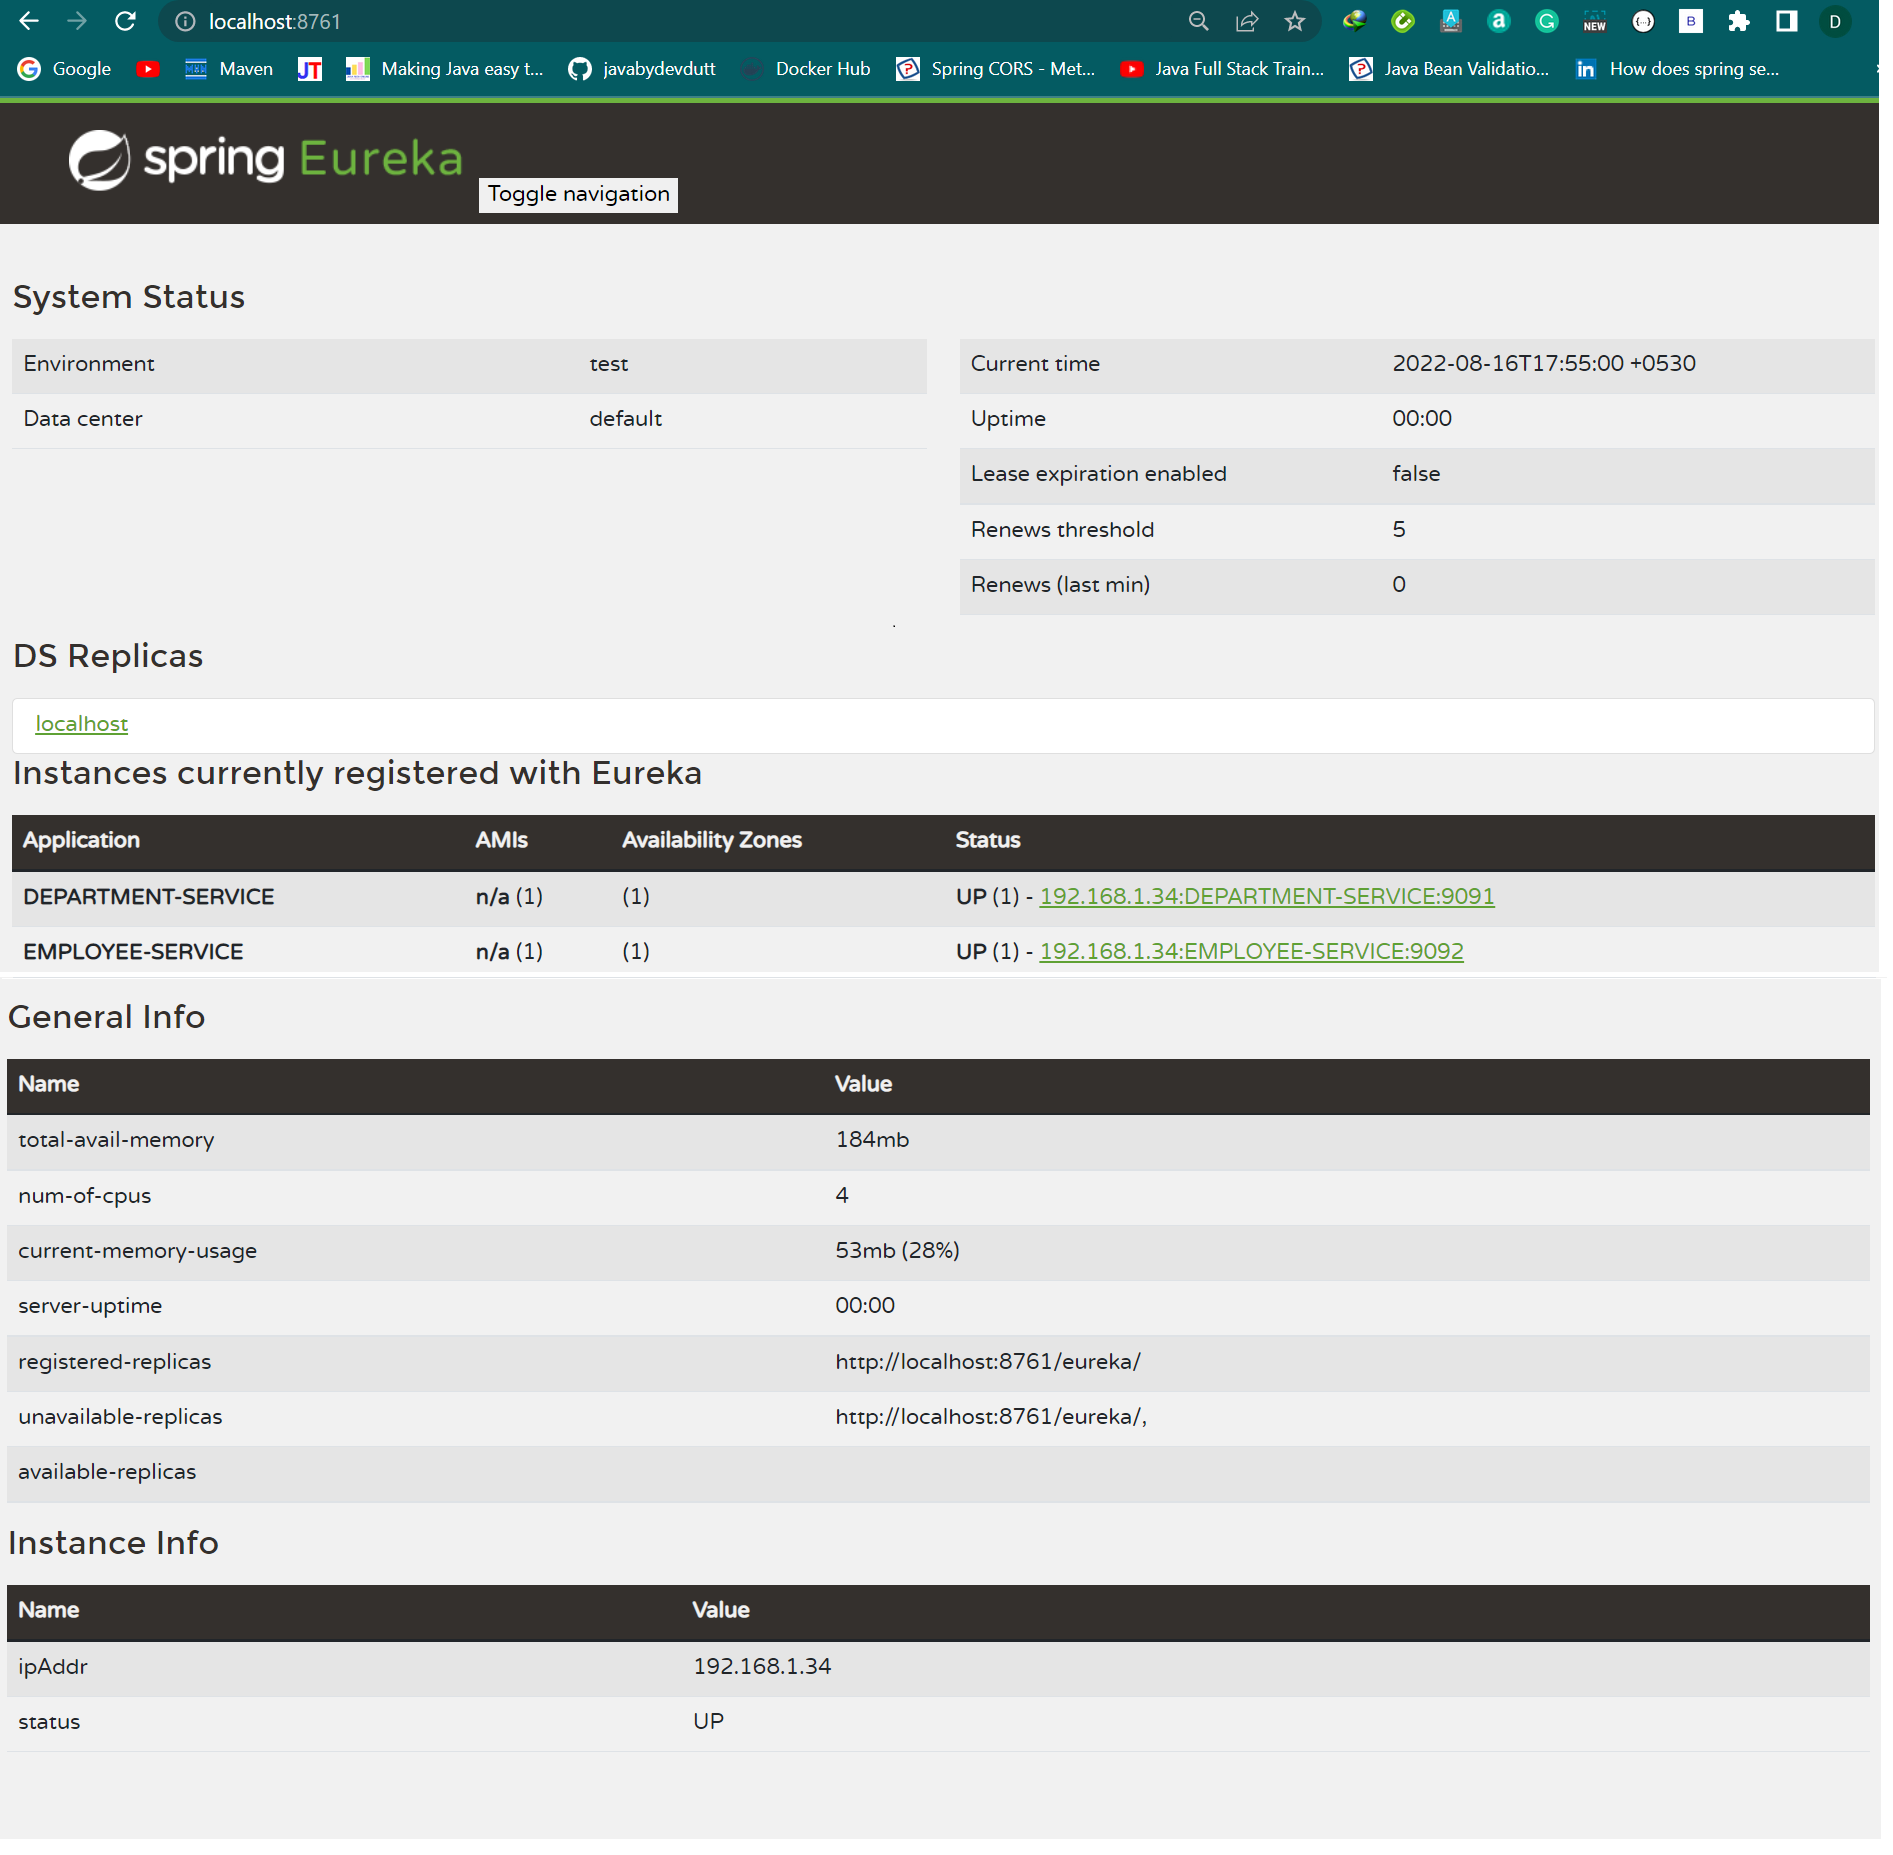 localhost:8761
NEW
B
D
Google
Maven
JT
Making Java easy t...
javabydevdutt
Docker Hub
Spring CORS - Met...
Java Full Stack Train...
Java Bean Validatio...
in
How does spring se...
spring Eureka
Toggle navigation
System Status
Environment test
Data center default
Current time 2022-08-16T17:55:00 +0530
Uptime 00:00
Lease expiration enabled false
Renews threshold 5
Renews (last min) 0
DS Replicas
localhost
Instances currently registered with Eureka
Application AMIs Availability Zones Status
DEPARTMENT-SERVICE n/a (1) (1) UP (1) - 192.168.1.34:DEPARTMENT-SERVICE:9091
EMPLOYEE-SERVICE n/a (1) (1) UP (1) - 192.168.1.34:EMPLOYEE-SERVICE:9092
General Info
Name Value
total-avail-memory 184mb
num-of-cpus 4
current-memory-usage 53mb (28%)
server-uptime 00:00
registered-replicas http://localhost:8761/eureka/
unavailable-replicas http://localhost:8761/eureka/,
available-replicas
Instance Info
Name Value
ipAddr 192.168.1.34
status UP